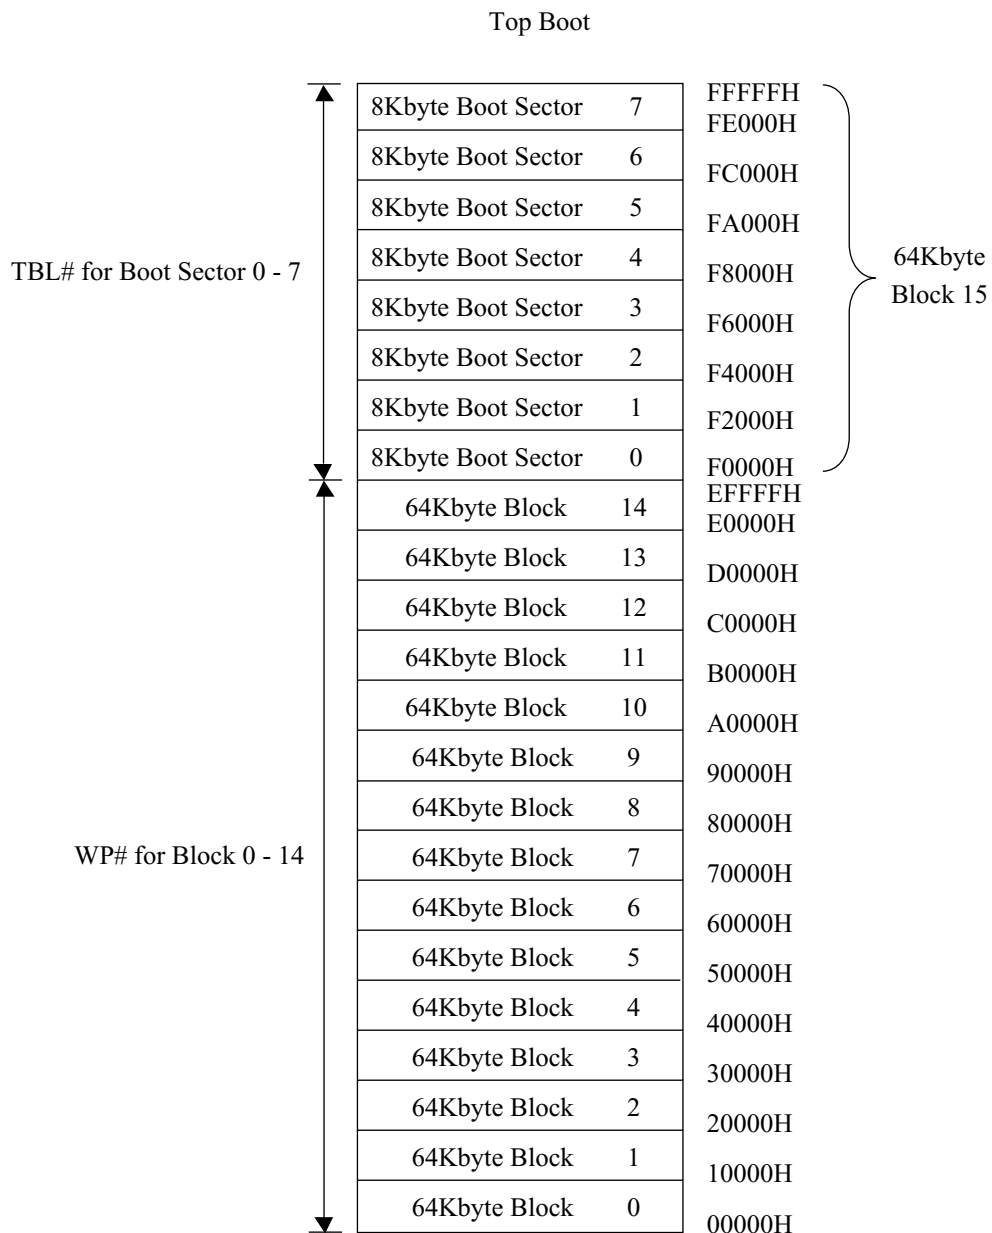 Top Boot
8Kbyte Boot Sector 7 FFFFFH
FE000H
8Kbyte Boot Sector 6
FC000H
8Kbyte Boot Sector 5
FA000H
8Kbyte Boot Sector 4
F8000H
8Kbyte Boot Sector 3
F6000H
8Kbyte Boot Sector 2
F4000H
8Kbyte Boot Sector 1
F2000H
8Kbyte Boot Sector 0
F0000H
TBL# for Boot Sector 0 - 7
64Kbyte
Block 15
EFFFFH
64Kbyte Block 14
E0000H
64Kbyte Block 13
D0000H
64Kbyte Block 12
C0000H
64Kbyte Block 11
B0000H
64Kbyte Block 10
A0000H
64Kbyte Block 9
90000H
64Kbyte Block 8
80000H
64Kbyte Block 7
70000H
64Kbyte Block 6
60000H
64Kbyte Block 5
50000H
64Kbyte Block 4
40000H
64Kbyte Block 3
30000H
64Kbyte Block 2
20000H
64Kbyte Block 1
10000H
64Kbyte Block 0
00000H
WP# for Block 0 - 14